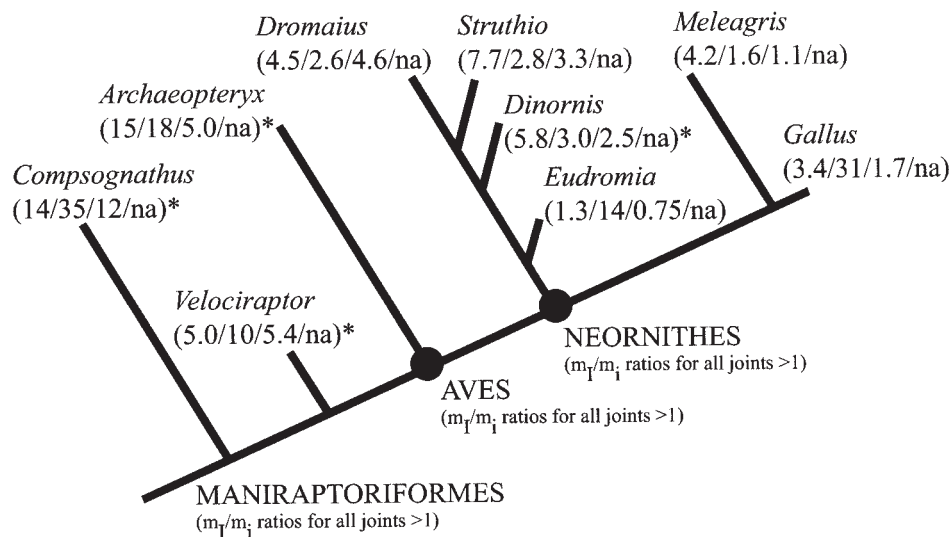 Dromaius
(4.5/2.6/4.6/na)
Struthio
(7.7/2.8/3.3/na)
Meleagris
(4.2/1.6/1.1/na)
Archaeopteryx
(15/18/5.0/na)*
Dinornis
(5.8/3.0/2.5/na)*
Gallus
(3.4/31/1.7/na)
Compsognathus
(14/35/12/na)*
Eudromia
(1.3/14/0.75/na)
Velociraptor
(5.0/10/5.4/na)*
NEORNITHES
(mI/mi ratios for all joints >1)
AVES
(mI/mi ratios for all joints >1)
MANIRAPTORIFORMES
(mI/mi ratios for all joints >1)